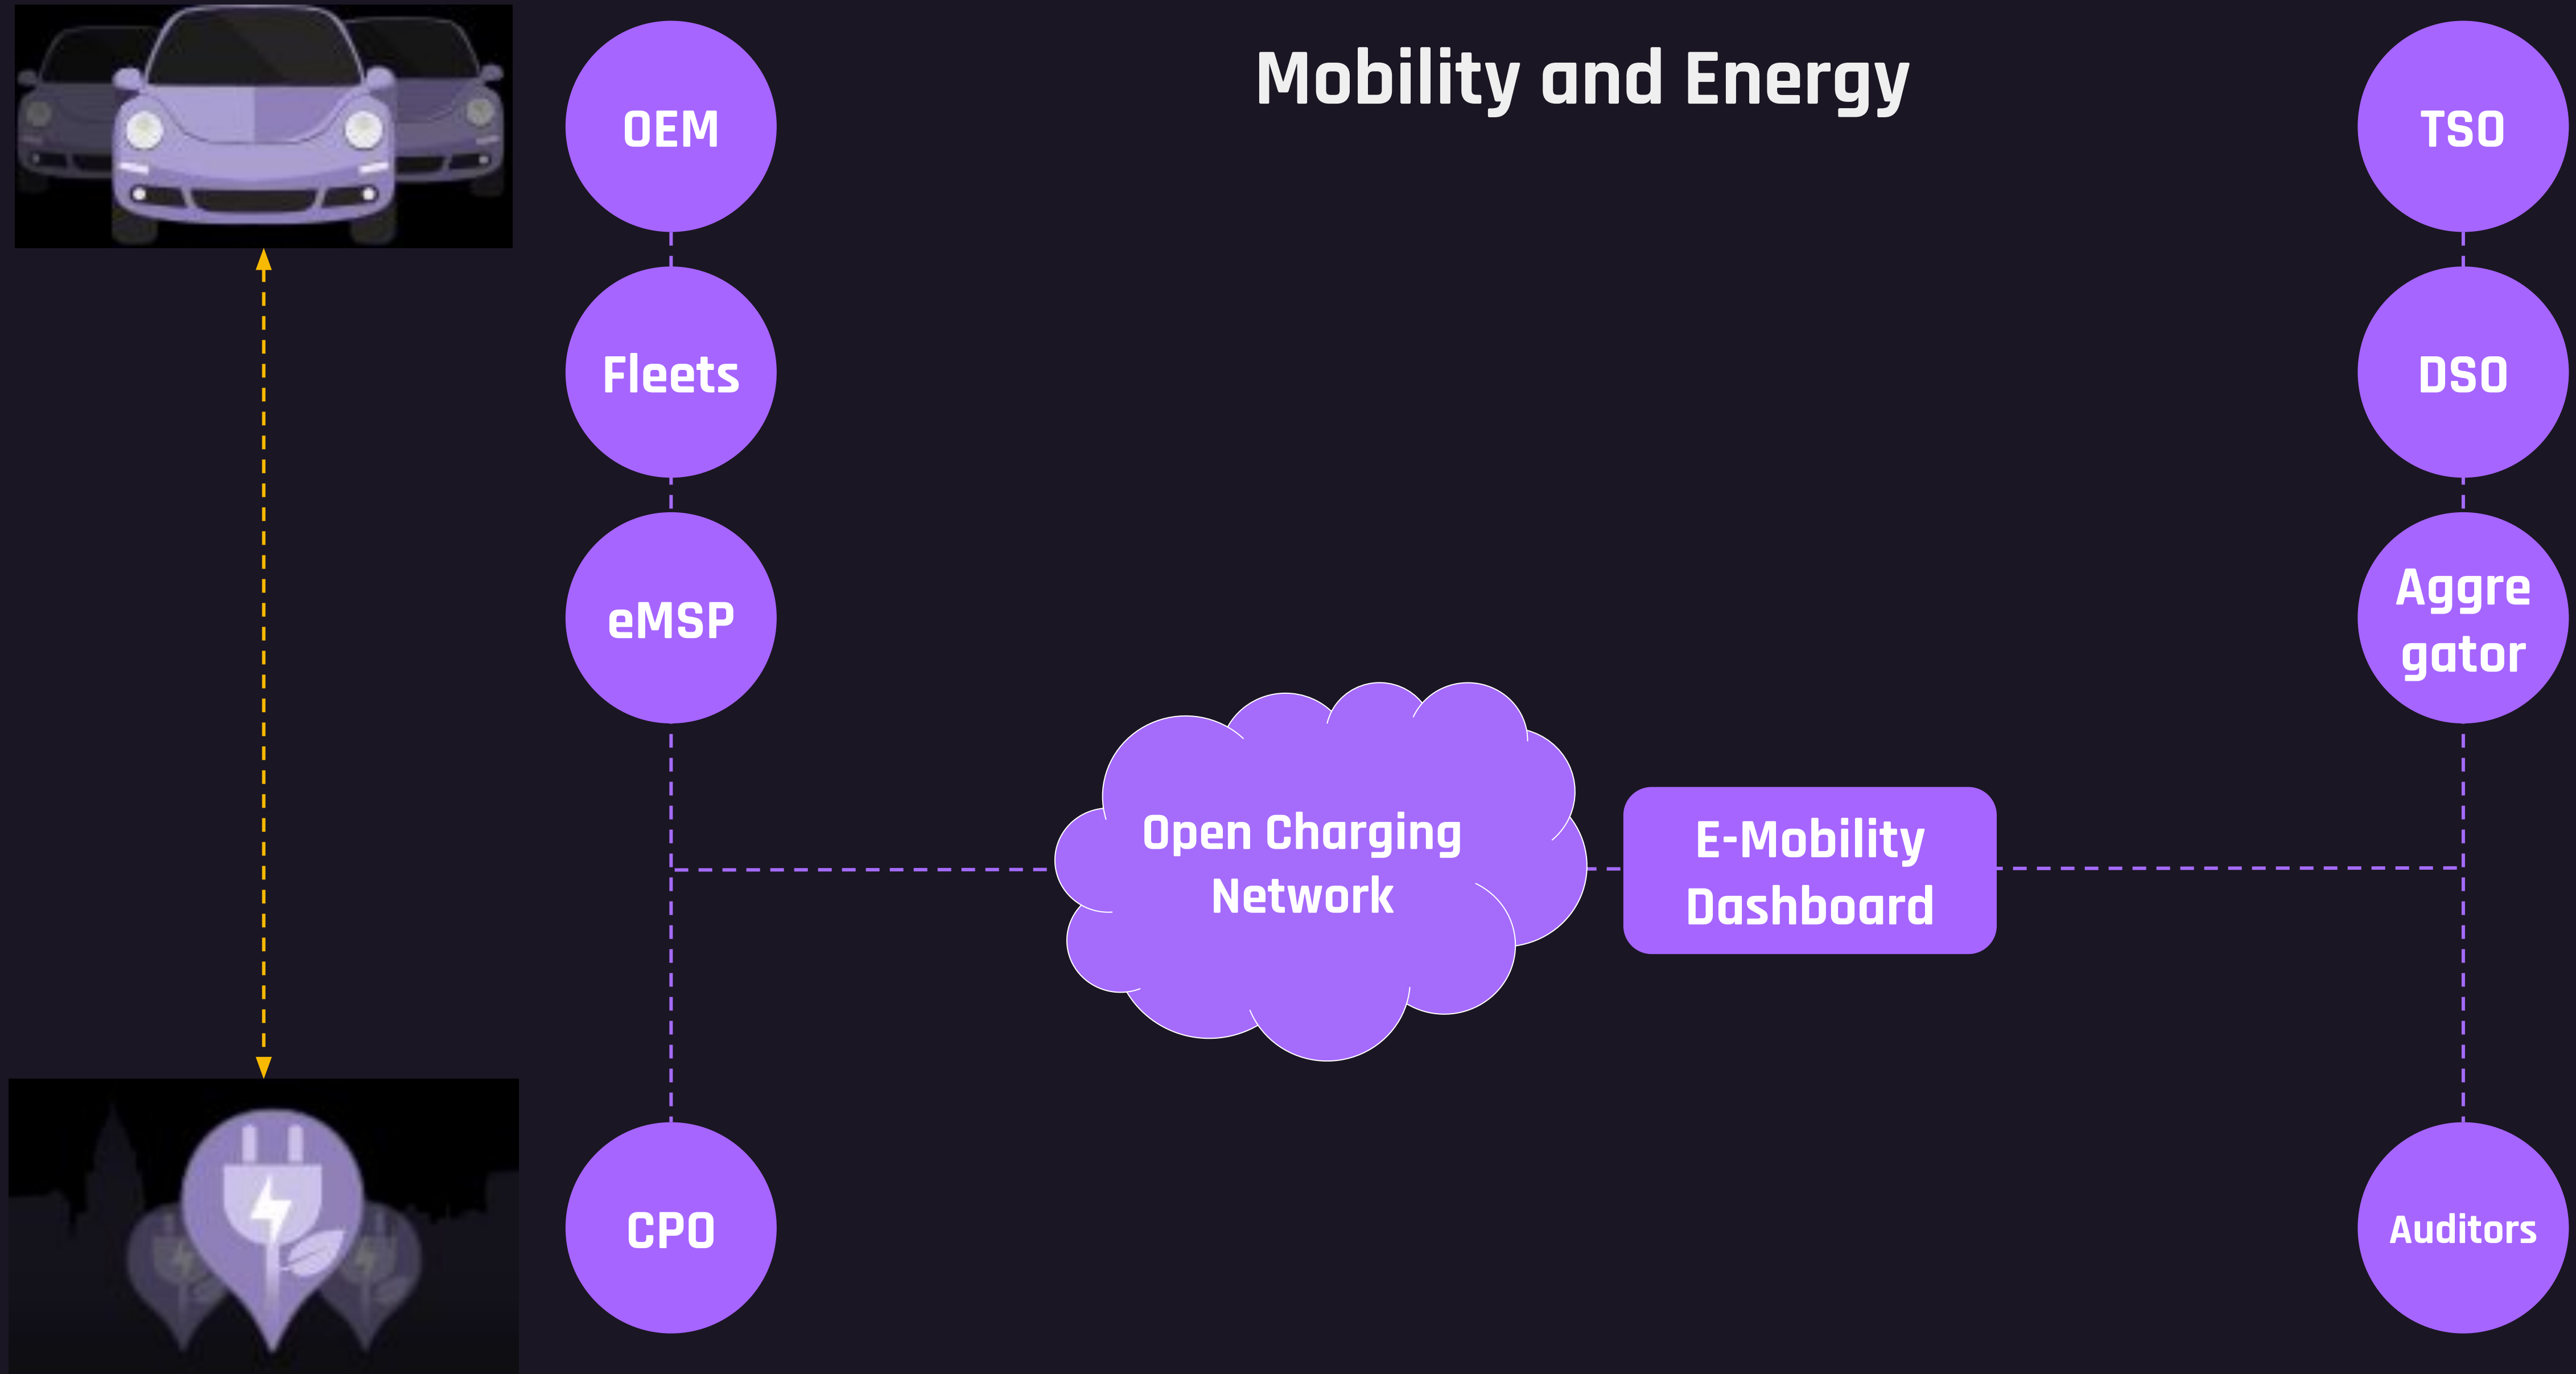 Mobility and Energy
OEM
Fleets
eMSP
CPO
Open Charging
Network
E-Mobility
Dashboard
TSO
DSO
Aggre
gator
Auditors